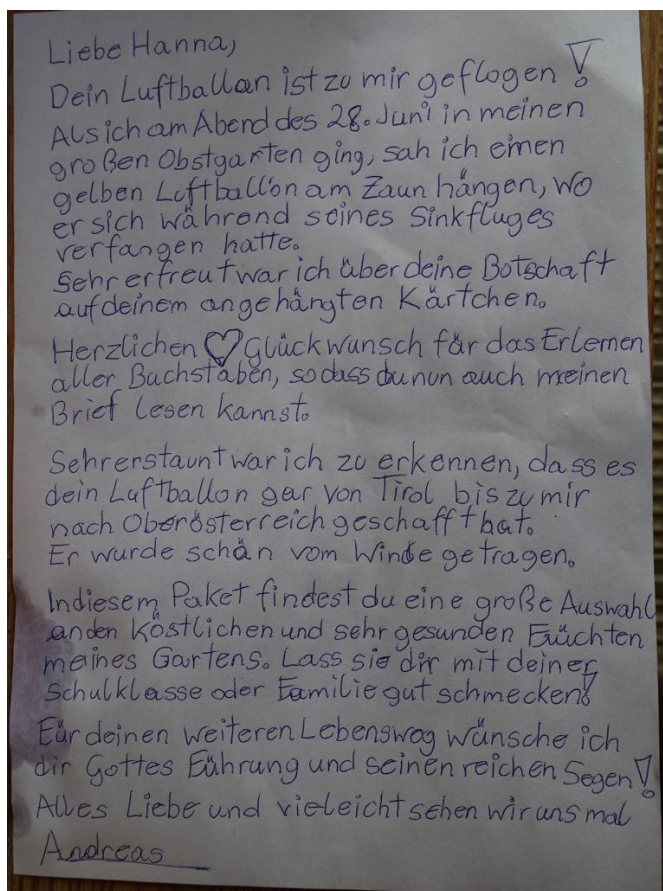 Liebe Hanna,
Dein Luftballon ist zu mir geflogen!
Als ich am Abend des 28. Juni in meinen
großen Obstgarten ging, sah ich einen
gelben Luftballon am Zaun hängen, wo
er sich während seines Sinkfluges
verfangen hatte.
Sehr erfreut war ich über deine Botschaft
auf deinem angehängten Kärtchen.
Herzlichen ♡ Glückwunsch für das Erlernen
aller Buchstaben, sodass du nun auch meinen
Brief lesen kannst.
Sehr erstaunt war ich zu erkennen, dass es
dein Luftballon gar von Tirol bis zu mir
nach Oberösterreich geschafft hat.
Er wurde schön vom Winde getragen.
In diesem Paket findest du eine große Auswahl
an den köstlichen und sehr gesunden Früchten
meines Gartens. Lass sie dir mit deiner
Schulklasse oder Familie gut schmecken!
Für deinen weiteren Lebensweg wünsche ich
dir Gottes Führung und seinen reichen Segen!
Alles Liebe und vieleicht sehen wir uns mal
Andreas